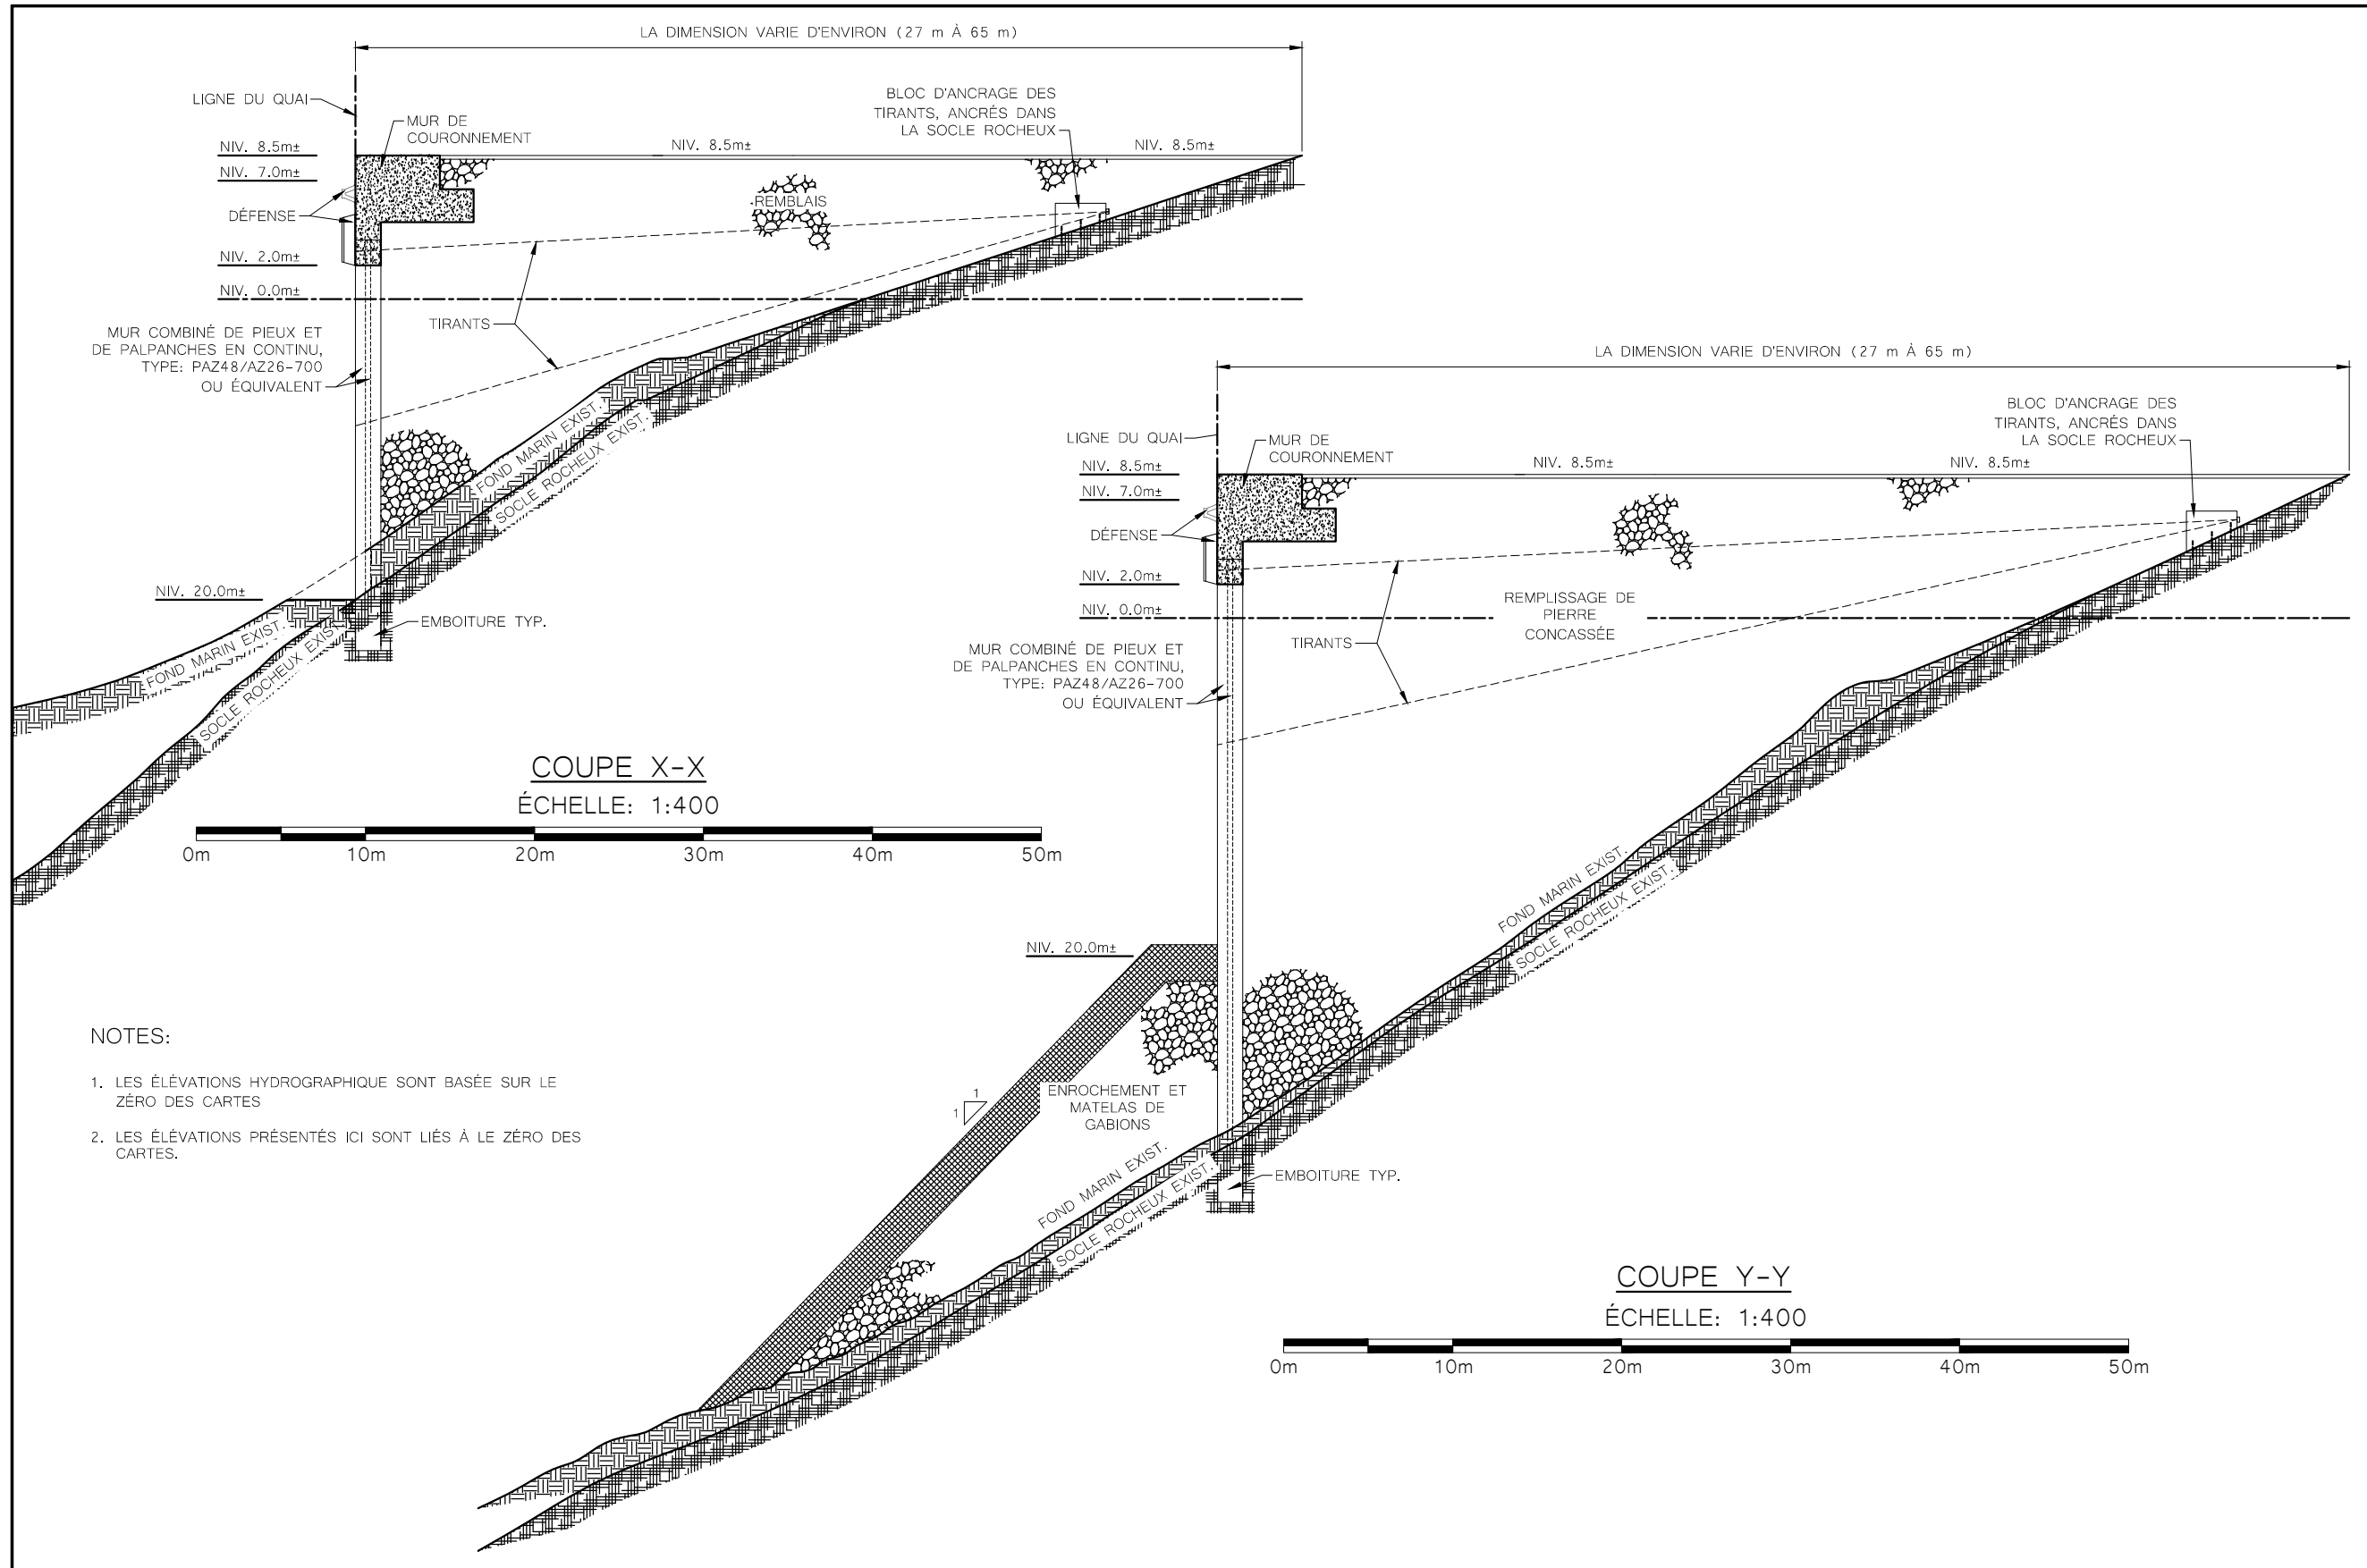 LA DIMENSION VARIE D'ENVIRON (27 m À 65 m)
LIGNE DU QUAI
MUR DE
COURONNEMENT
BLOC D'ANCRAGE DES
TIRANTS, ANCRÉS DANS
LA SOCLE ROCHEUX
NIV. 8.5m±
NIV. 8.5m±
NIV. 8.5m±
NIV. 7.0m±
REMBLAIS
DÉFENSE
NIV. 2.0m±
NIV. 0.0m±
TIRANTS
MUR COMBINÉ DE PIEUX ET
DE PALPANCHES EN CONTINU,
TYPE: PAZ48/AZ26-700
OU ÉQUIVALENT
FOND MARIN EXIST.
SOCLE ROCHEUX EXIST.
NIV. 20.0m±
EMBOITURE TYP.
FOND MARIN EXIST.
SOCLE ROCHEUX EXIST.
COUPE X-X
ÉCHELLE: 1:400
0m 10m 20m 30m 40m 50m
LA DIMENSION VARIE D'ENVIRON (27 m À 65 m)
LIGNE DU QUAI
MUR DE
COURONNEMENT
BLOC D'ANCRAGE DES
TIRANTS, ANCRÉS DANS
LA SOCLE ROCHEUX
NIV. 8.5m±
NIV. 8.5m±
NIV. 8.5m±
NIV. 7.0m±
DÉFENSE
NIV. 2.0m±
NIV. 0.0m±
REMPLISSAGE DE
PIERRE
CONCASSÉE
TIRANTS
MUR COMBINÉ DE PIEUX ET
DE PALPANCHES EN CONTINU,
TYPE: PAZ48/AZ26-700
OU ÉQUIVALENT
FOND MARIN EXIST.
SOCLE ROCHEUX EXIST.
NIV. 20.0m±
1
1
ENROCHEMENT ET
MATELAS DE
GABIONS
FOND MARIN EXIST.
SOCLE ROCHEUX EXIST.
EMBOITURE TYP.
COUPE Y-Y
ÉCHELLE: 1:400
0m 10m 20m 30m 40m 50m
NOTES:
1. LES ÉLÉVATIONS HYDROGRAPHIQUE SONT BASÉE SUR LE
ZÉRO DES CARTES
2. LES ÉLÉVATIONS PRÉSENTÉS ICI SONT LIÉS À LE ZÉRO DES
CARTES.